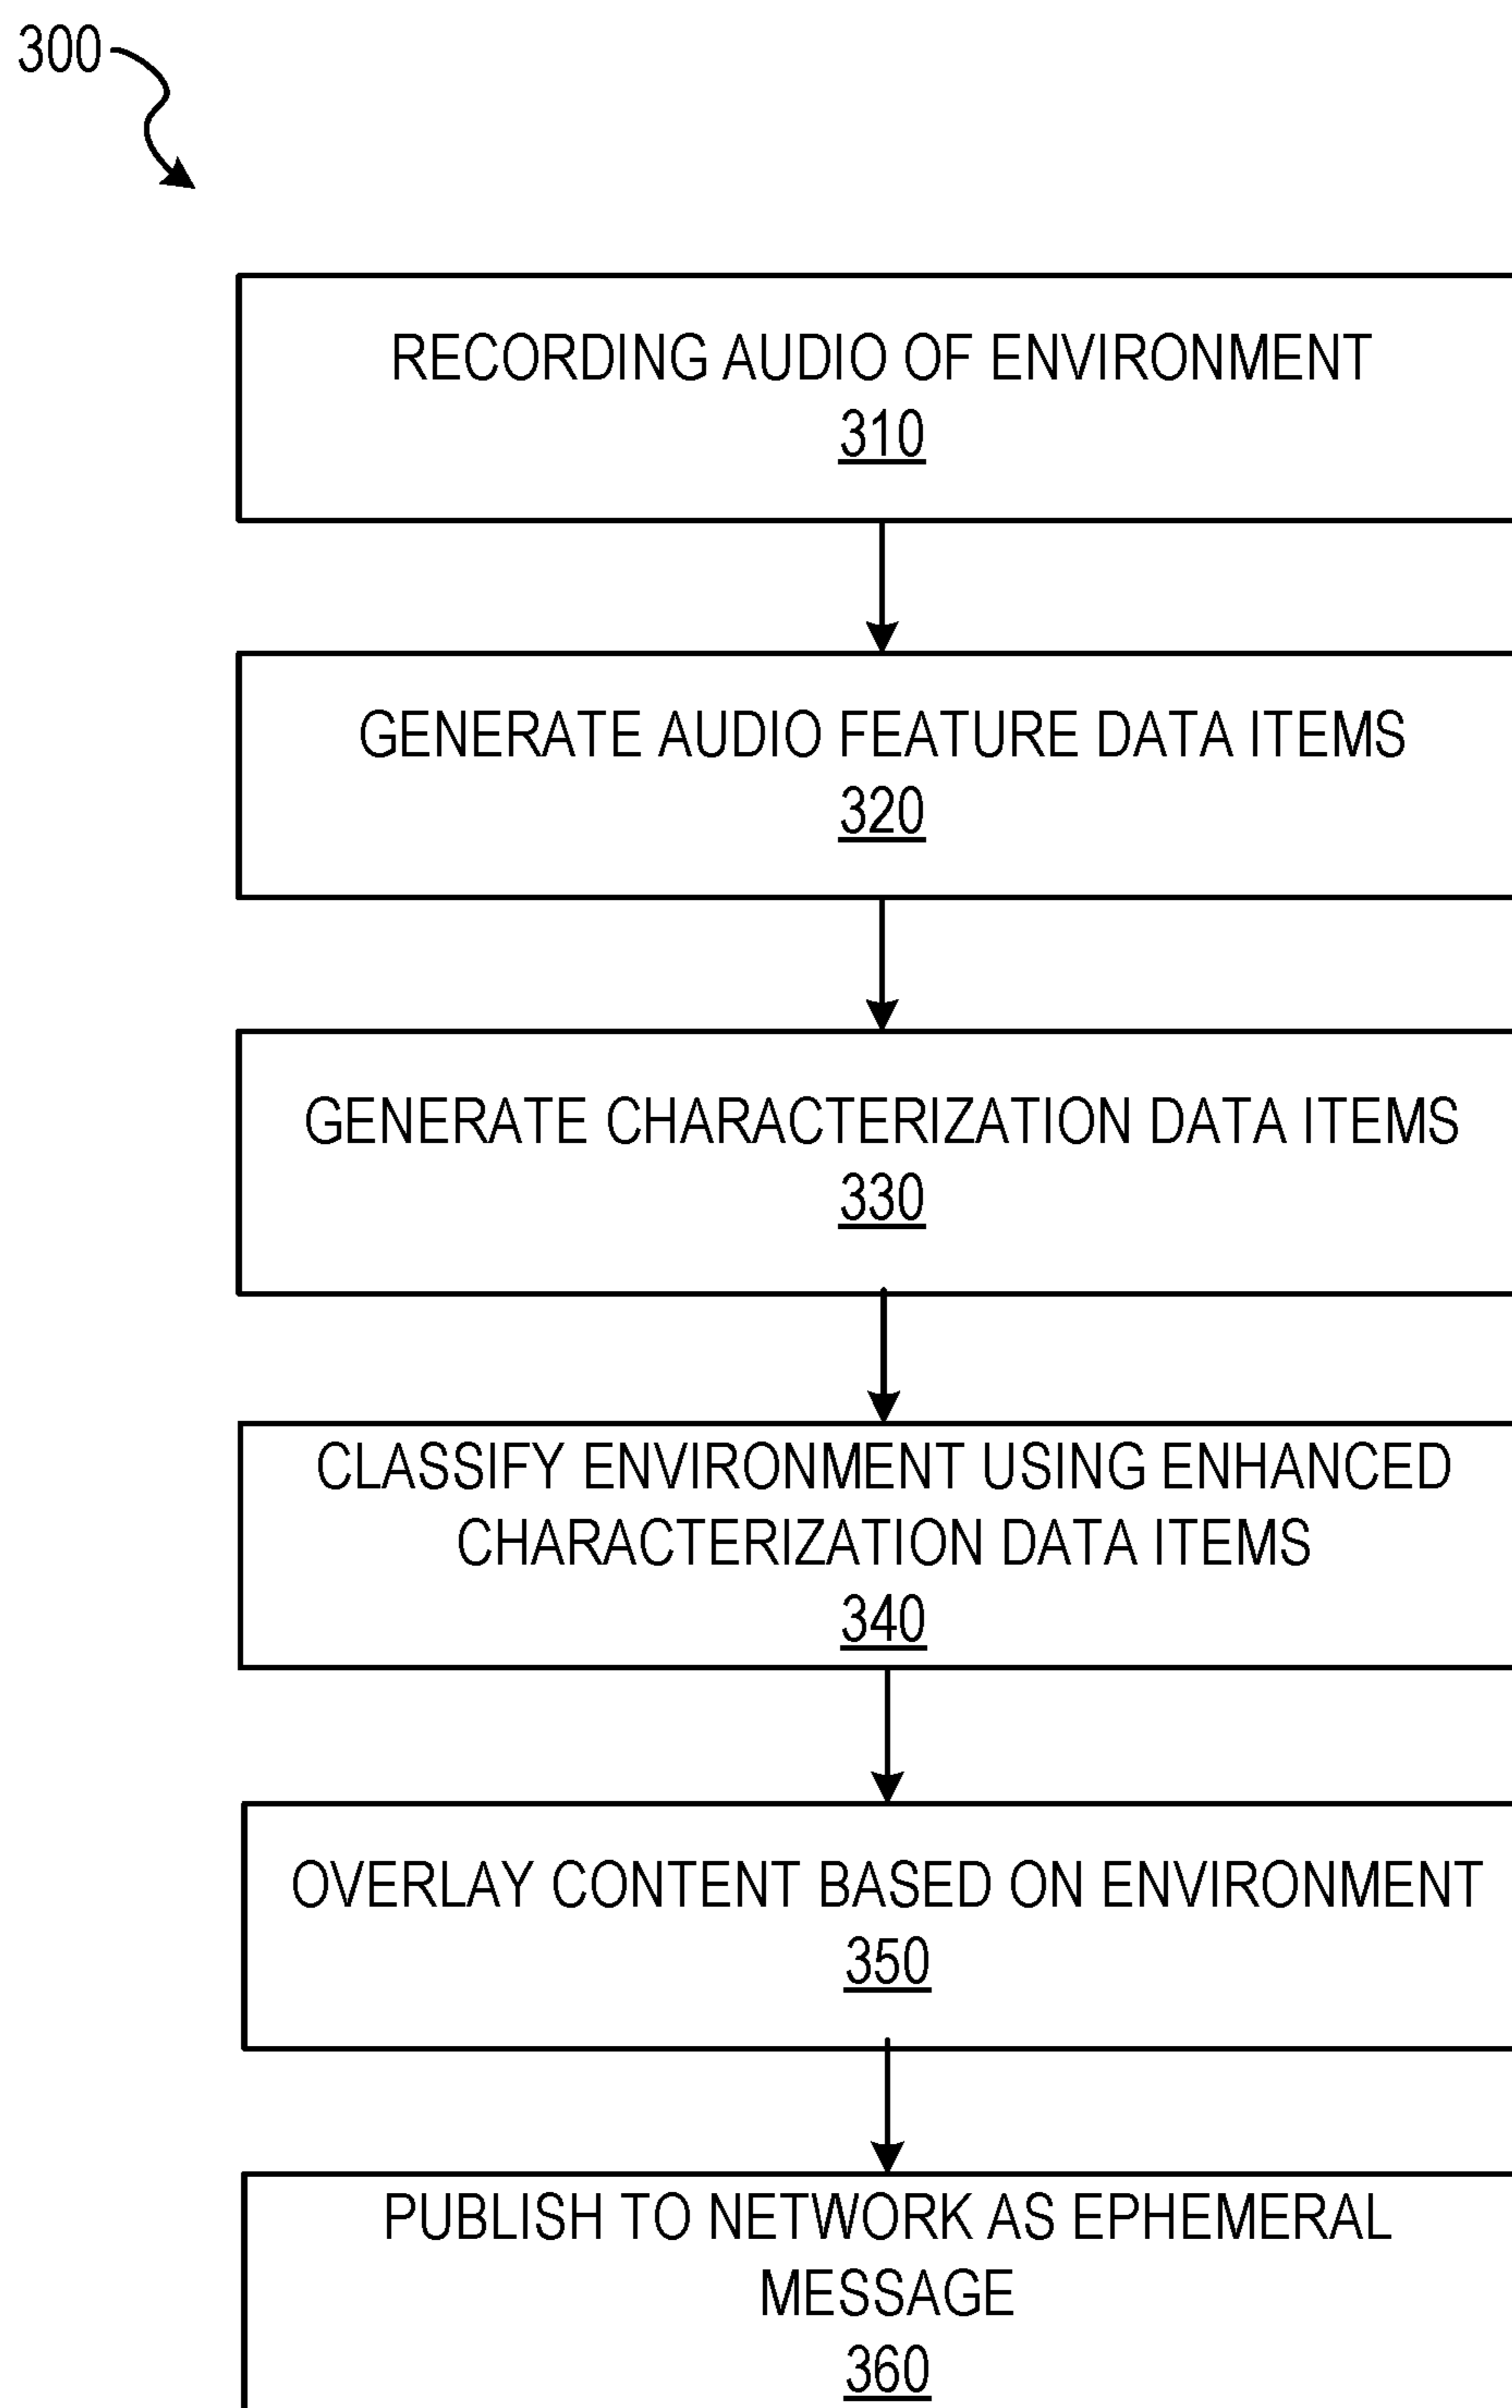 300
RECORDING AUDIO OF ENVIRONMENT
310
GENERATE AUDIO FEATURE DATA ITEMS
320
GENERATE CHARACTERIZATION DATA ITEMS
330
CLASSIFY ENVIRONMENT USING ENHANCED
CHARACTERIZATION DATA ITEMS
340
OVERLAY CONTENT BASED ON ENVIRONMENT
350
PUBLISH TO NETWORK AS EPHEMERAL
MESSAGE
360